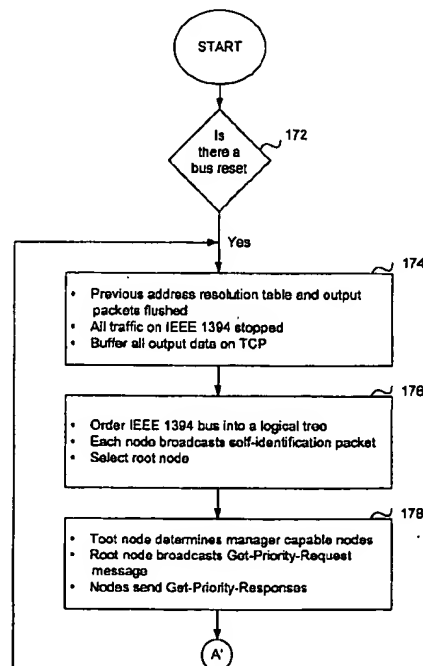 START
Is
there a
bus reset
172
Yes
174
• Previous address resolution table and output
packets flushed
• All traffic on IEEE 1394 stopped
• Buffer all output data on TCP
176
• Order IEEE 1394 bus into a logical tree
• Each node broadcasts self-identification packet
• Select root node
178
• Toot node determines manager capable nodes
• Root node broadcasts Got-Priority-Request
message
• Nodes send Get-Priority-Responses
A'